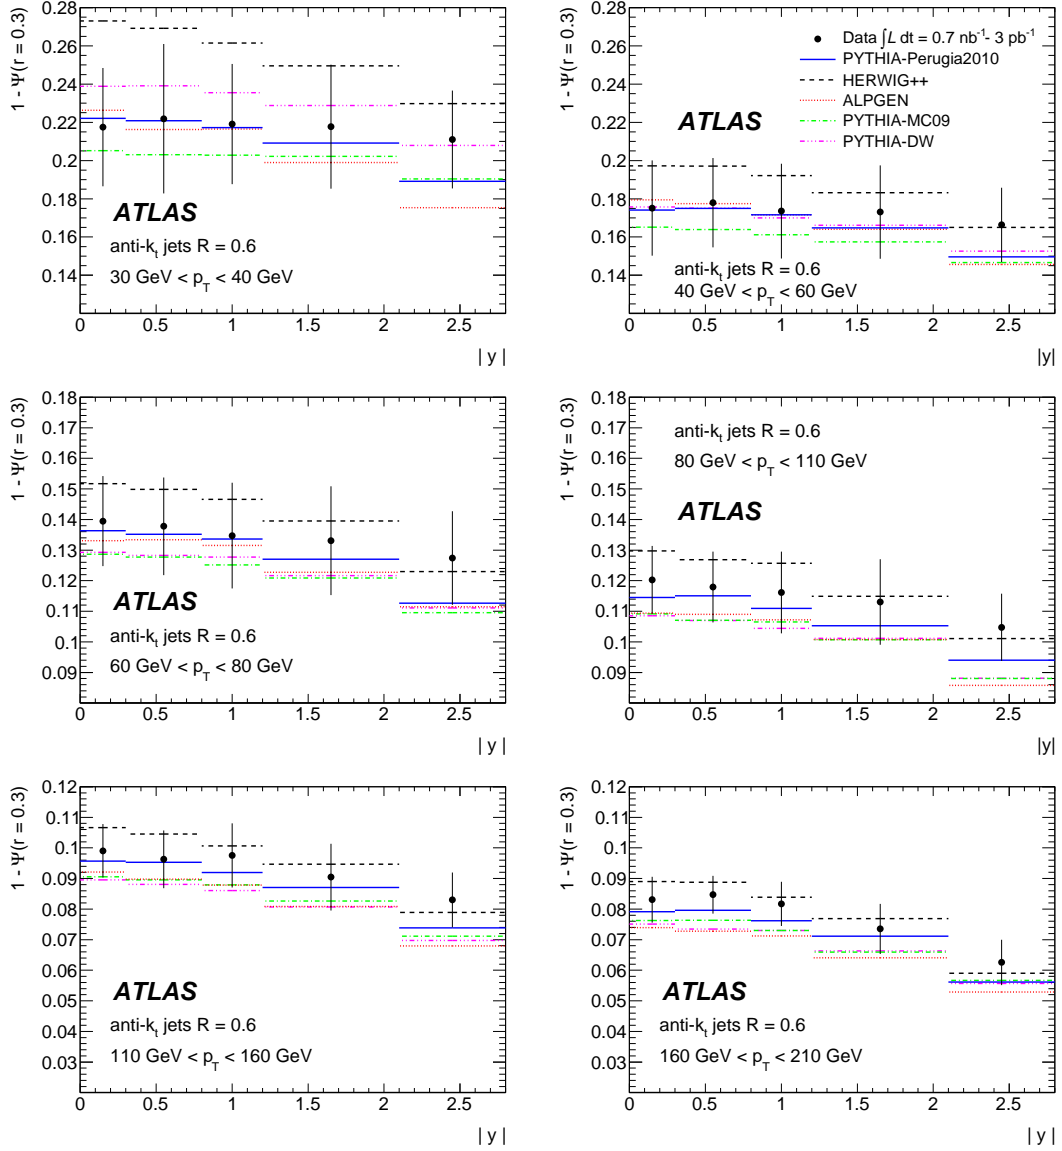 1 - Ψ(r = 0.3)
0.28
0.26
0.24
0.22
0.2
0.18
0.16
0.14
ATLAS
anti-k_t jets R = 0.6
30 GeV < p_T < 40 GeV
0 0.5 1 1.5 2 2.5
| y |
1 - Ψ(r = 0.3)
0.28
0.26
0.24
0.22
0.2
0.18
0.16
0.14
Data ∫L dt = 0.7 nb⁻¹- 3 pb⁻¹
PYTHIA-Perugia2010
HERWIG++
ALPGEN
PYTHIA-MC09
PYTHIA-DW
ATLAS
anti-k_t jets R = 0.6
40 GeV < p_T < 60 GeV
0 0.5 1 1.5 2 2.5
|y|
1 - Ψ(r = 0.3)
0.18
0.17
0.16
0.15
0.14
0.13
0.12
0.11
0.1
0.09
ATLAS
anti-k_t jets R = 0.6
60 GeV < p_T < 80 GeV
0 0.5 1 1.5 2 2.5
| y |
1 - Ψ(r = 0.3)
0.18
0.17
0.16
0.15
0.14
0.13
0.12
0.11
0.1
0.09
anti-k_t jets R = 0.6
80 GeV < p_T < 110 GeV
ATLAS
0 0.5 1 1.5 2 2.5
|y|
1 - Ψ(r = 0.3)
0.12
0.11
0.1
0.09
0.08
0.07
0.06
0.05
0.04
0.03
ATLAS
anti-k_t jets R = 0.6
110 GeV < p_T < 160 GeV
0 0.5 1 1.5 2 2.5
| y |
1 - Ψ(r = 0.3)
0.12
0.11
0.1
0.09
0.08
0.07
0.06
0.05
0.04
0.03
ATLAS
anti-k_t jets R = 0.6
160 GeV < p_T < 210 GeV
0 0.5 1 1.5 2 2.5
| y |